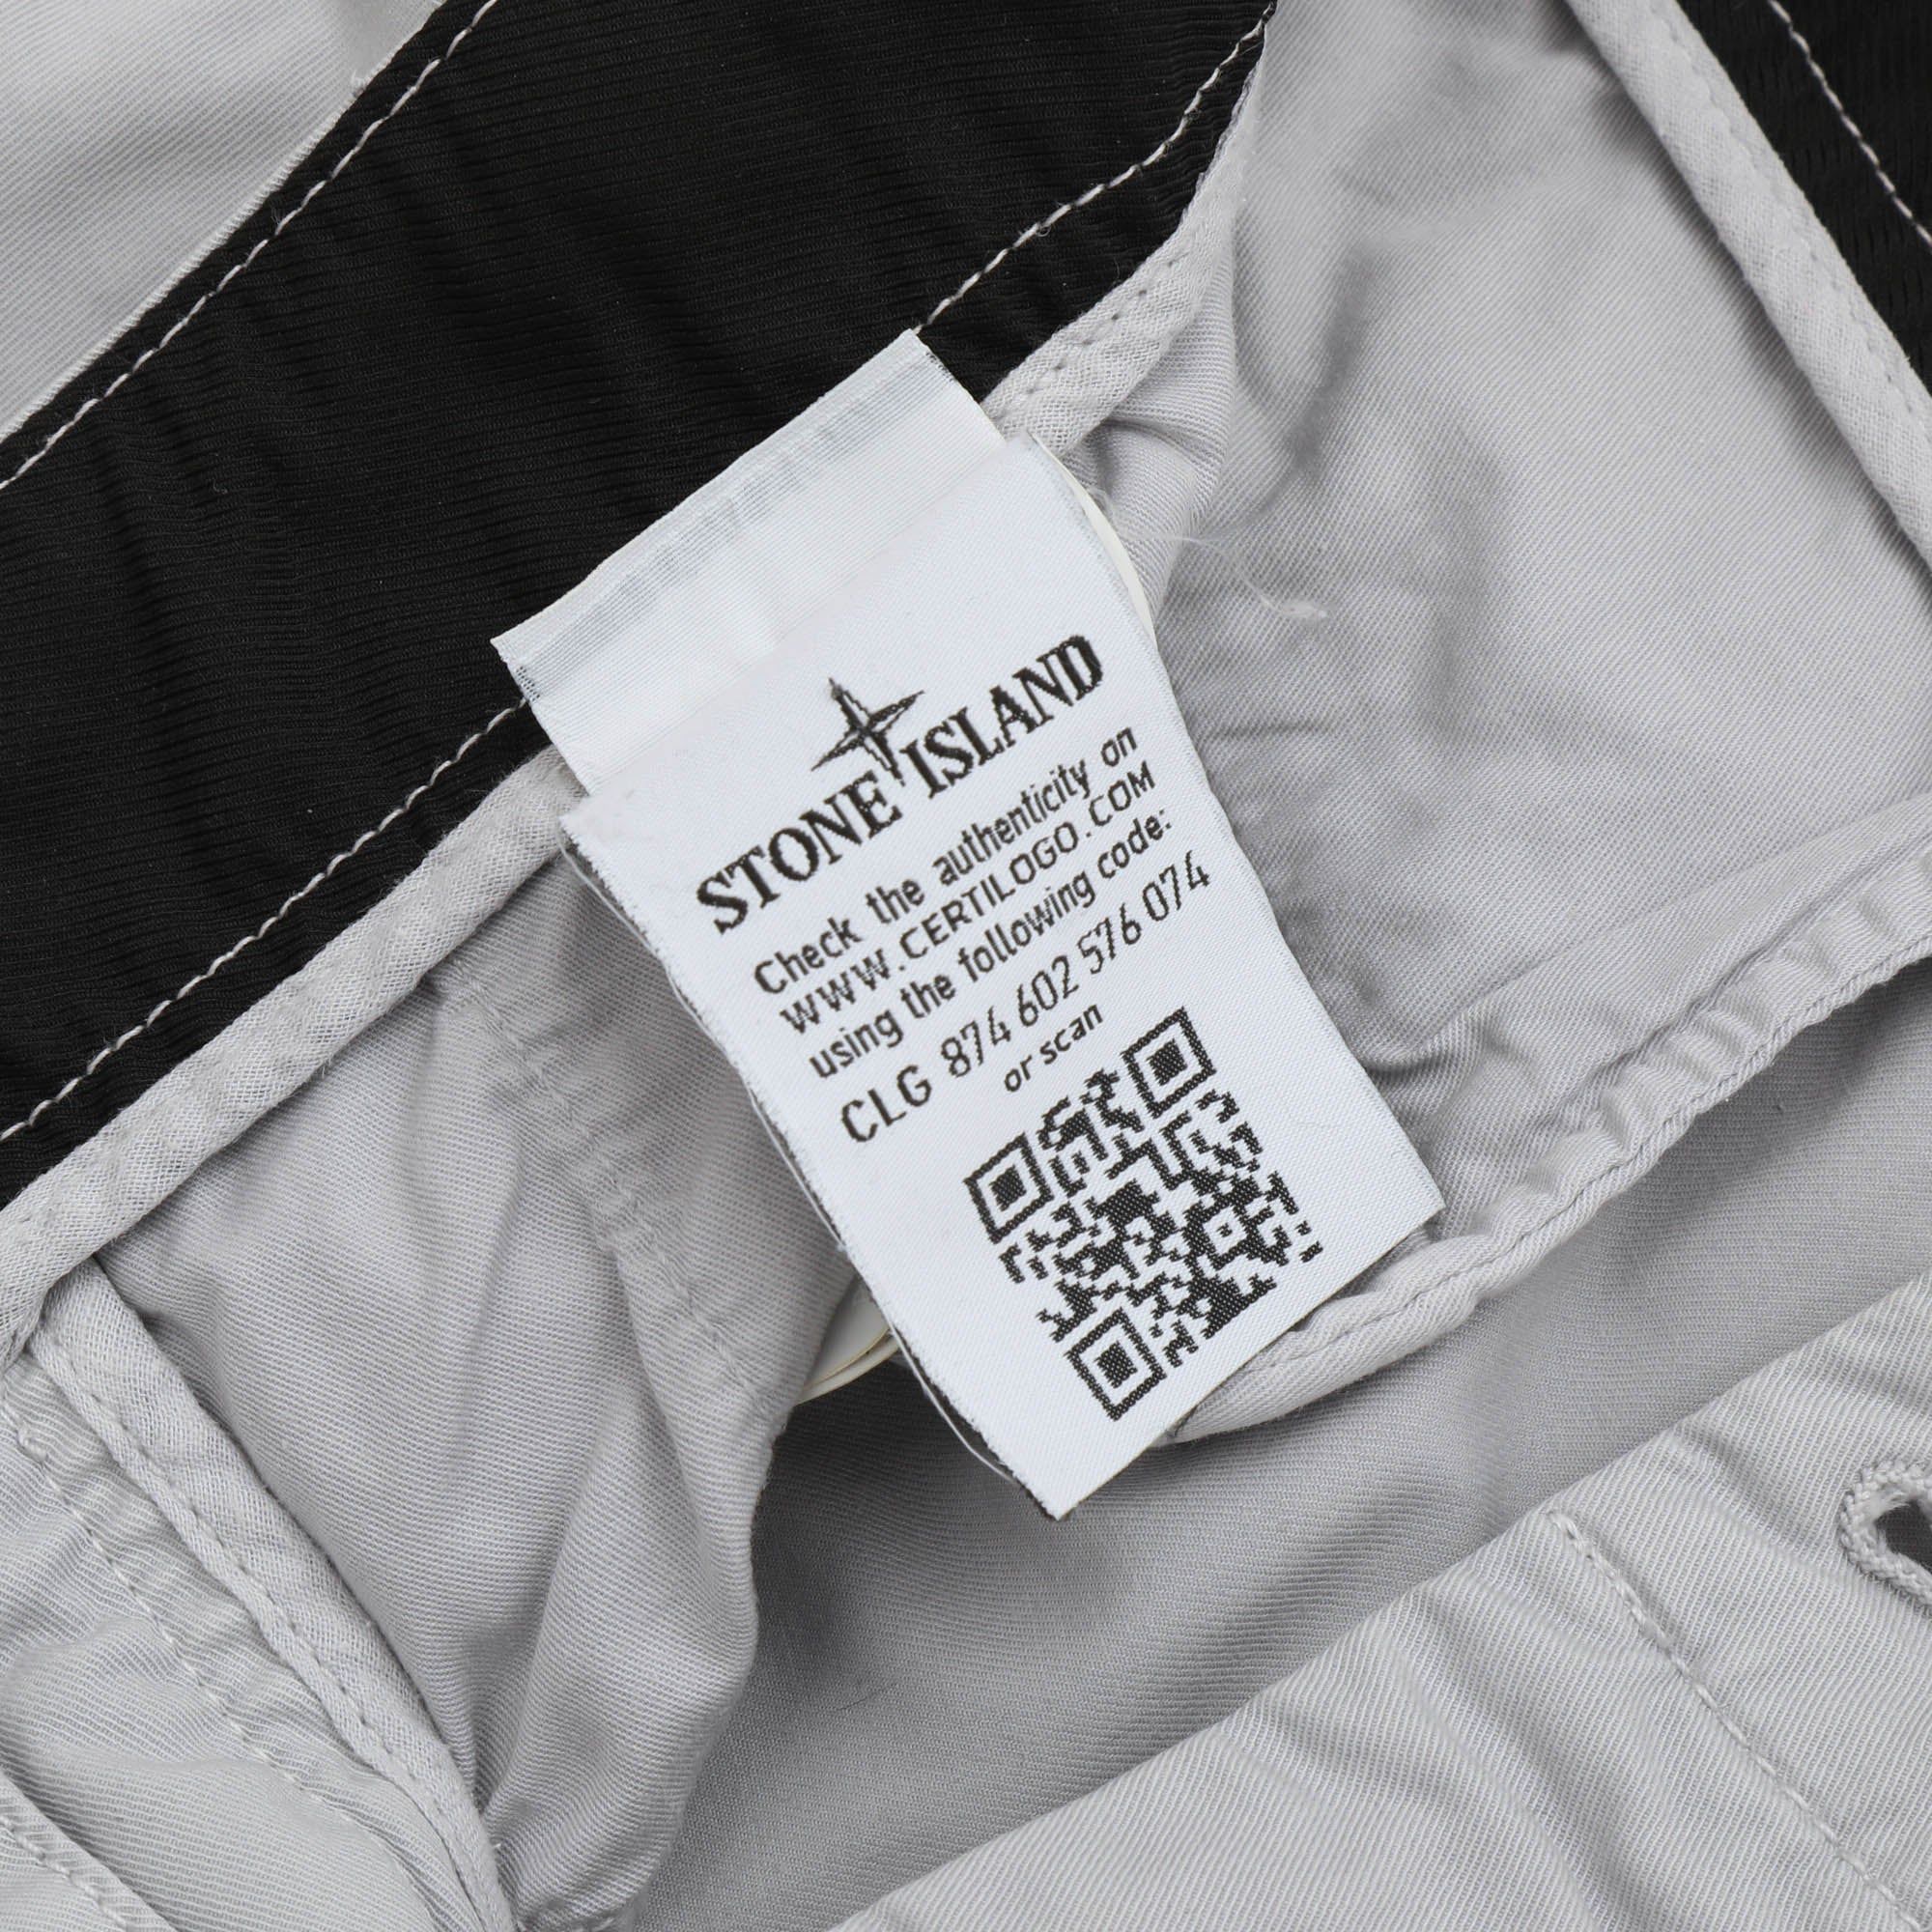 STONE ISLAND
Check the authenticity on
WWW.CERTILOGO.COM
using the following code:
CLG 874 602 576 074
or scan